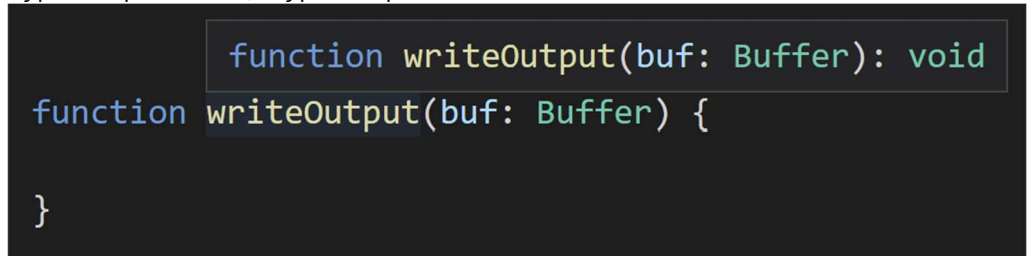 function writeOutput(buf: Buffer): void
function writeOutput(buf: Buffer) {
}